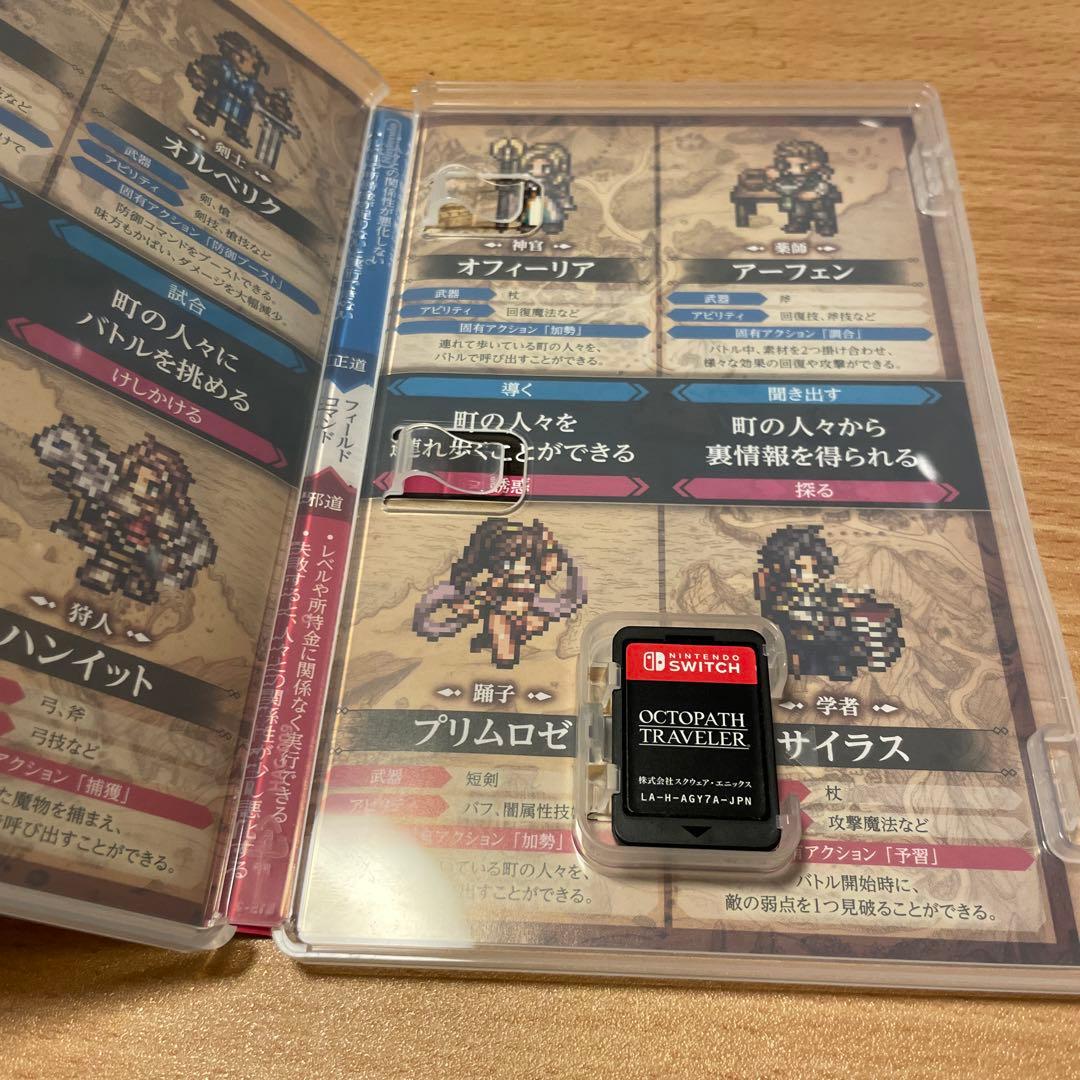 剣士
オルベリク
武器
剣、槍
アビリティ
剣技、槍技など
固有アクション「防御ブースト」
防御コマンドをブーストできる。
味方もかばい、ダメージを大幅減少。
試合
町の人々に
バトルを挑める
けしかける
狩人
ハンイット
弓、斧
弓技など
アクション「捕獲」
た魔物を捕まえ、
呼び出すことができる。
正道
フィールド
コマンド
邪道
・レベルや所持金に関係なく実行できる
神官
オフィーリア
武器
杖
アビリティ
回復魔法など
固有アクション「加勢」
連れて歩いている町の人々を、
バトルで呼び出すことができる。
導く
町の人々を
連れ歩くことができる
誘惑
薬師
アーフェン
武器
斧
アビリティ
回復技、斧技など
固有アクション「調合」
バトル中、素材を2つ掛け合わせ、
様々な効果の回復や攻撃ができる。
聞き出す
町の人々から
裏情報を得られる
探る
踊子
プリムロゼ
武器
短剣
アビリティ
バフ、闇属性技
アクション「加勢」
いている町の人々を、
出すことができる。
学者
サイラス
杖
攻撃魔法など
アクション「予習」
バトル開始時に、
敵の弱点を1つ見破ることができる。
NINTENDO
SWITCH
OCTOPATH
TRAVELER
株式会社スクウェア・エニックス
LA-H-AGY7A-JPN